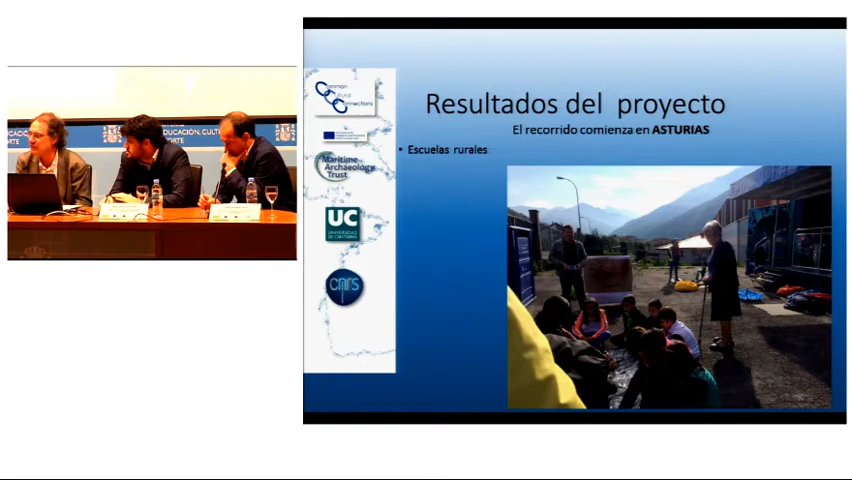 EDUCACIÓN, CULTU
Common
Cultural
Connections
Maritime
Archaeology
Trust
UC
UNIVERSIDAD
DE CANTABRIA
cnrs
Resultados del proyecto
El recorrido comienza en ASTURIAS
• Escuelas rurales